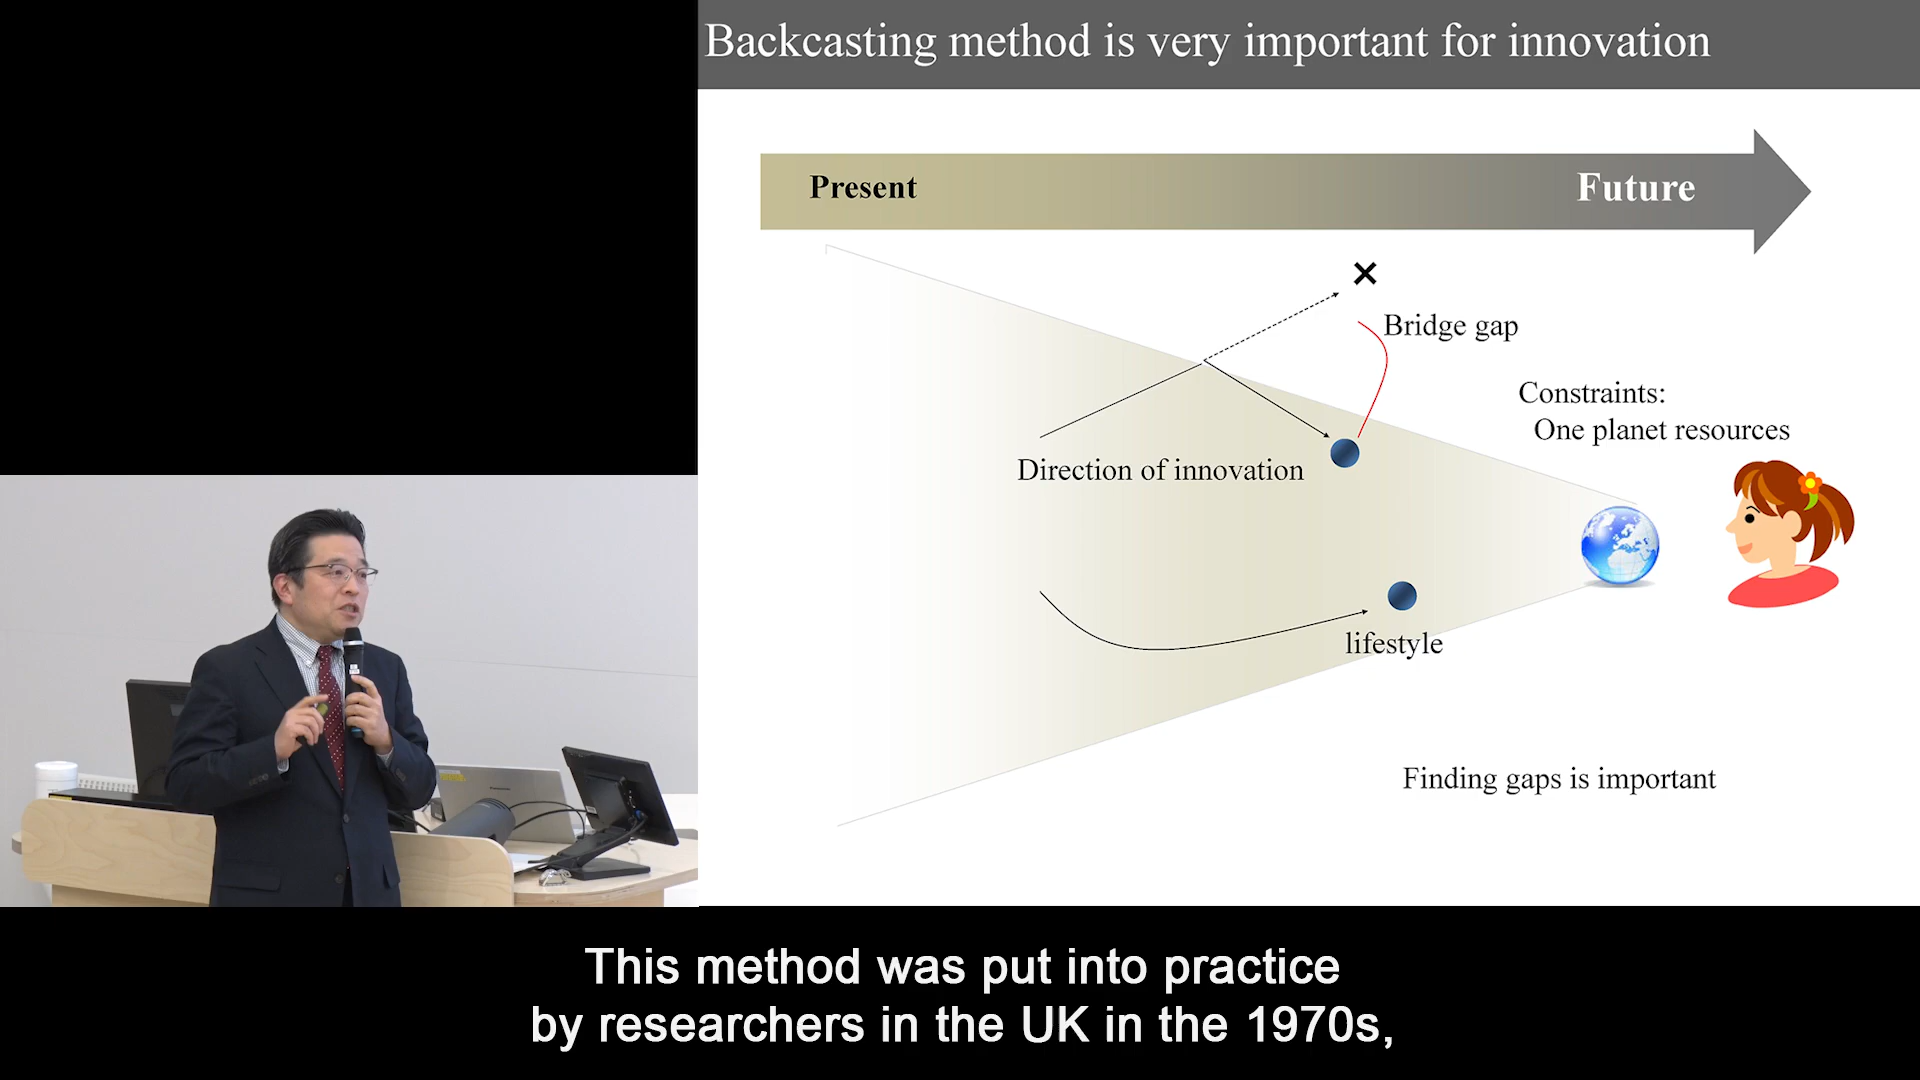 Backcasting method is very important for innovation
Present
Future
Bridge gap
Constraints:
One planet resources
Direction of innovation
lifestyle
Finding gaps is important
This method was put into practice
by researchers in the UK in the 1970s,